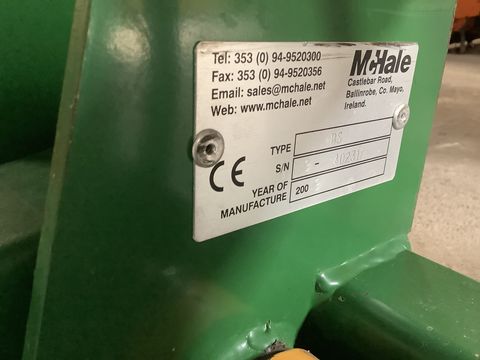 Tel: 353 (0) 94-9520300
Fax: 353 (0) 94-9520356
Email: sales@mchale.net
Web: www.mchale.net
McHale
Castlebar Road,
Ballinrobe, Co. Mayo,
Ireland.
TYPE
S/N
CE
YEAR OF
MANUFACTURE 200